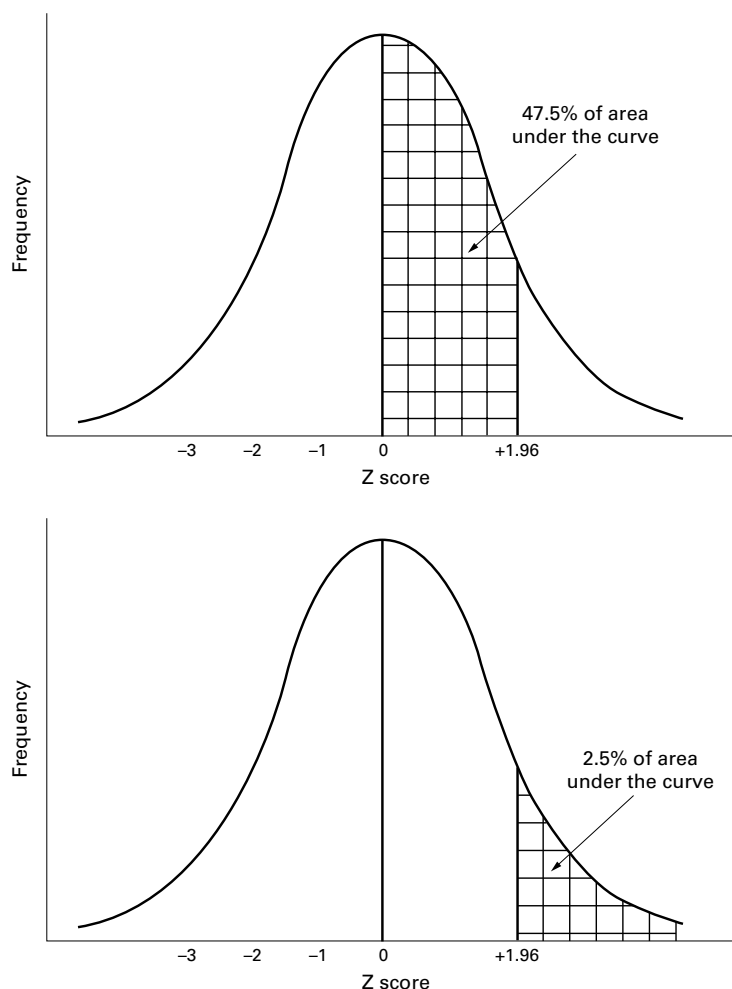 47.5% of area
under the curve
Frequency
–3 –2 –1 0 +1.96
Z score
2.5% of area
under the curve
Frequency
–3 –2 –1 0 +1.96
Z score